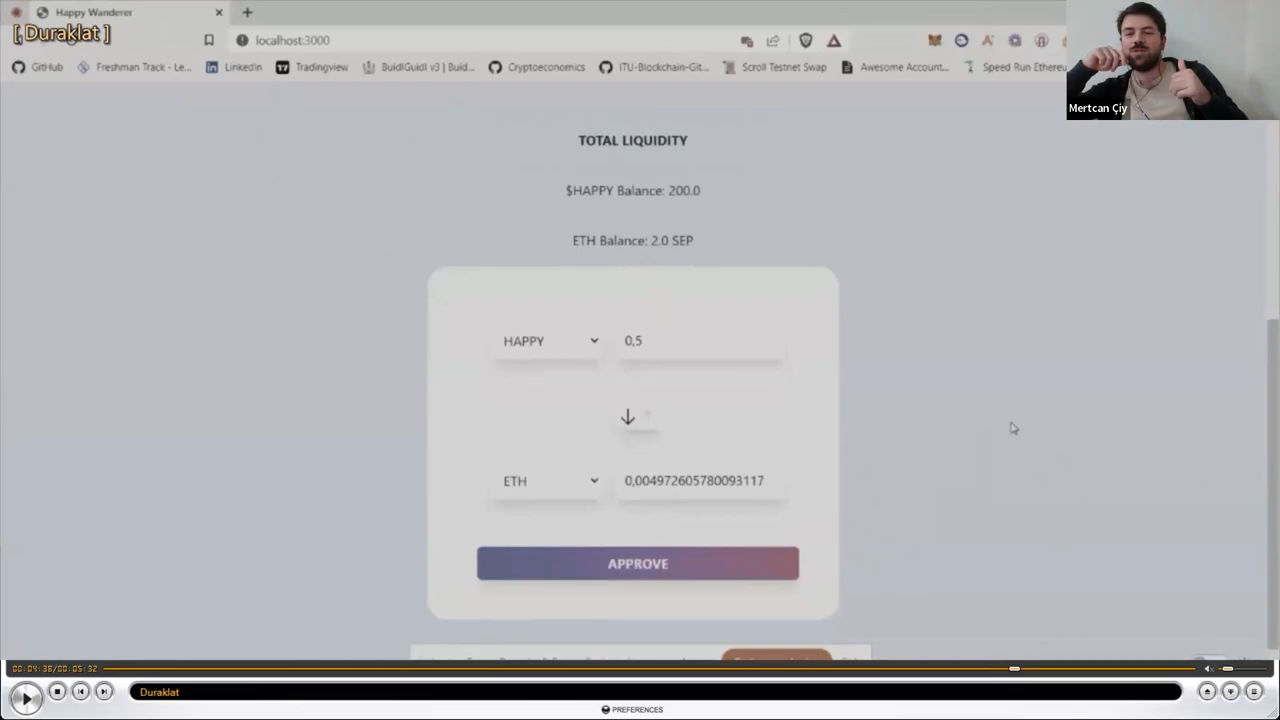 Happy Wanderer
[ Duraklat ]
localhost:3000
GitHub
Freshman Track - Le...
LinkedIn
Tradingview
BuidlGuidl v3 | Buid...
Cryptoeconomics
ITU-Blockchain-Git...
Scroll Testnet Swap
Awesome Account...
Speed Run Ethereu
Mertcan Çiy
TOTAL LIQUIDITY
$HAPPY Balance: 200.0
ETH Balance: 2.0 SEP
HAPPY
0,5
ETH
0,004972605780093117
APPROVE
00:04:38/00:05:32
Duraklat
PREFERENCES